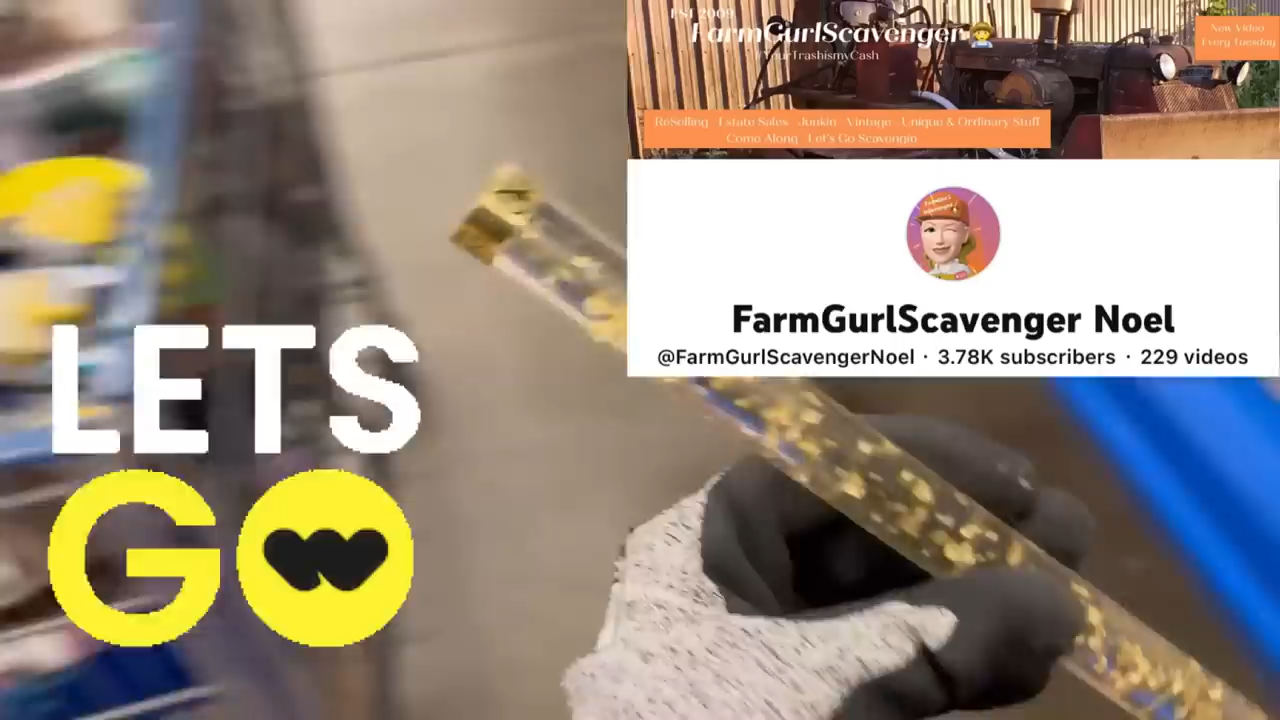 EST 2009
FarmGurlScavenger
#YourTrashismyCash
New Video
Every Tuesday
ReSelling Estate Sales Junkin Vintage Unique & Ordinary Stuff
Come Along Let's Go Scavengin
FarmGurlScavenger Noel
@FarmGurlScavengerNoel · 3.78K subscribers · 229 videos
LETS
GO